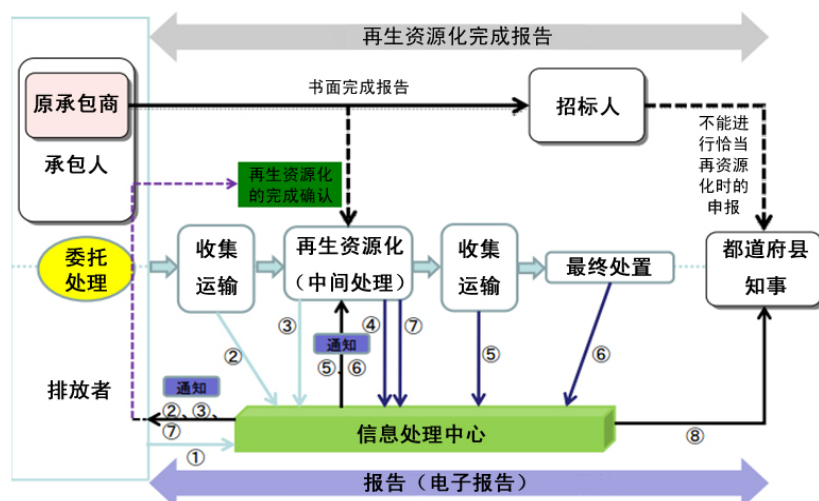 再生资源化完成报告
原承包商
承包人
书面完成报告
招标人
不能进
行恰当
再资源
化时的
申报
再生资源化
的完成确认
委托
处理
收集
运输
再生资源化
（中间处理）
收集
运输
最终处置
都道府县
知事
②
③
通知
⑤、⑥
④
⑦
⑤
⑥
排放者
通知
②、③、
⑦
①
信息处理中心
⑧
报告（电子报告）